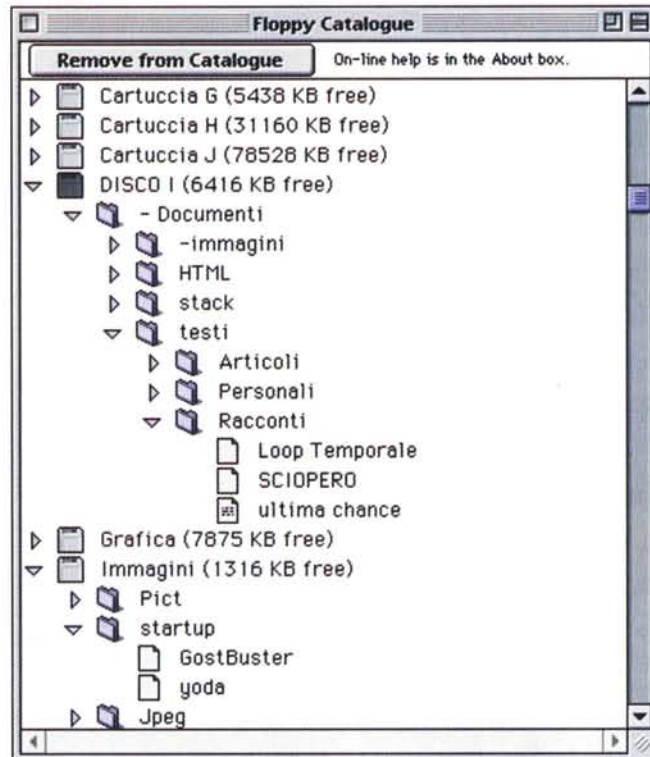 Floppy Catalogue
Remove from Catalogue On-line help is in the About box.
Cartuccia G (5438 KB free)
Cartuccia H (31160 KB free)
Cartuccia J (78528 KB free)
DISCO I (6416 KB free)
- Documenti
-immagini
HTML
stack
testi
Articoli
Personali
Racconti
Loop Temporale
SCIOPERO
ultima chance
Grafica (7875 KB free)
Immagini (1316 KB free)
Pict
startup
GostBuster
yoda
Jpeg